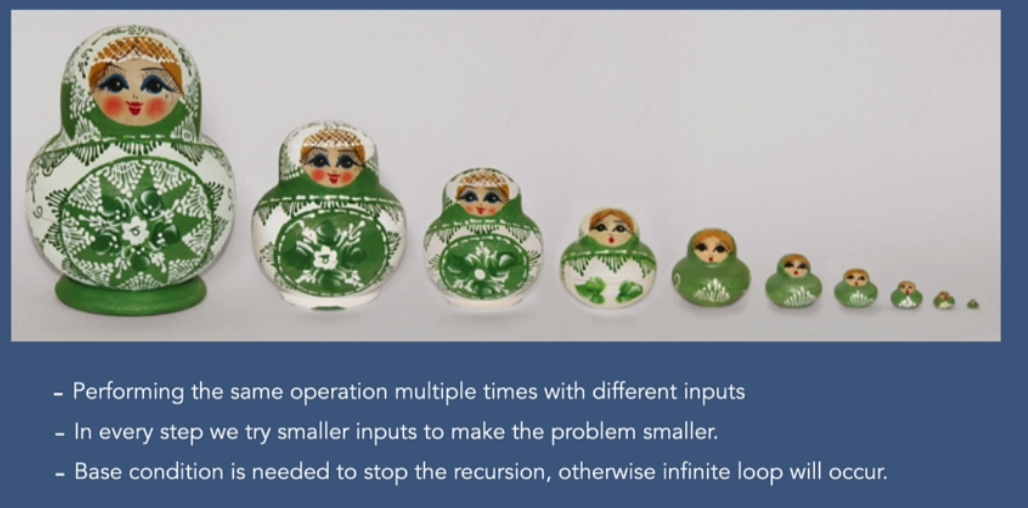 - Performing the same operation multiple times with different inputs
- In every step we try smaller inputs to make the problem smaller.
- Base condition is needed to stop the recursion, otherwise infinite loop will occur.